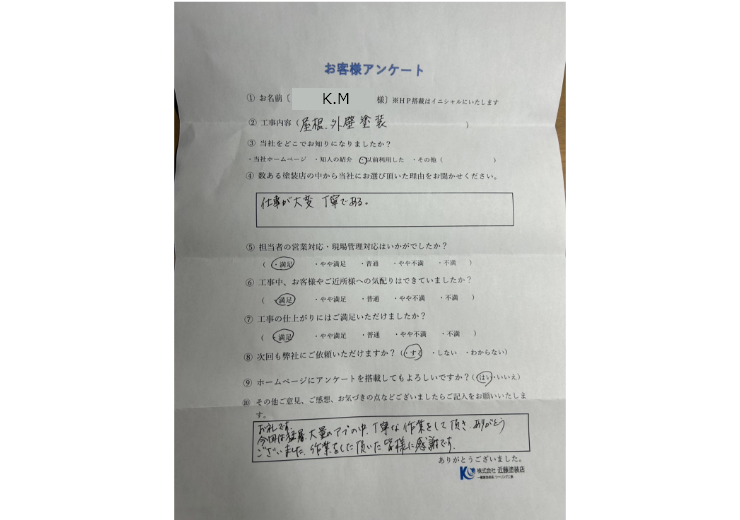 お客様アンケート
① お名前〔 K.M 様〕※HP搭載はイニシャルにいたします
② 工事内容（屋根、外壁塗装 ）
③ 当社をどこでお知りになりましたか？
・当社ホームページ ・知人の紹介 ・以前利用した ・その他（ ）
④ 数ある塗装店の中から当社にお選び頂いた理由をお聞かせください。
仕事が大変 丁寧である。
⑤ 担当者の営業対応・現場管理対応はいかがでしたか？
（ ・満足 ・やや満足 ・普通 ・やや不満 ・不満 ）
⑥ 工事中、お客様やご近所様への気配りはできていましたか？
（ ・満足 ・やや満足 ・普通 ・やや不満 ・不満 ）
⑦ 工事の仕上がりにはご満足いただけましたか？
（ ・満足 ・やや満足 ・普通 ・やや不満 ・不満 ）
⑧ 次回も弊社にご依頼いただけますか？（・する ・しない ・わからない）
⑨ ホームページにアンケートを搭載してもよろしいですか？（はい・いいえ）
⑩ その他ご意見、ご感想、お気づきの点などございましたらご記入をお願いいたしま
す。
お礼です。
今回は猛暑、大量のアブの中、丁寧な作業をして頂き ありがとう
ございました、作業をした頂いた皆様に感謝です。
ありがとうございました。
株式会社 近藤塗装店